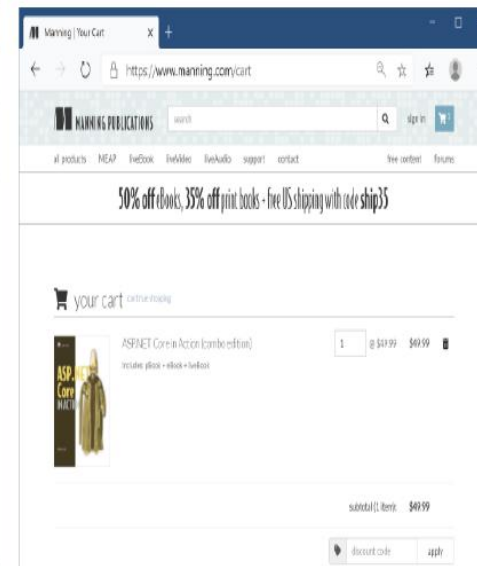 Manning | Your Cart
https://www.manning.com/cart
MANNING PUBLICATIONS search sign in 1
all products MEAP liveBook liveVideo liveAudio support contact free content forums
50% off eBooks, 35% off print books + free US shipping with code ship35
your cart continue shopping
ASP.NET Core in Action (combo edition) 1 @ $49.99 $49.99
Includes pBook + eBook + liveBook
ASP.NET
Core
IN ACTION
subtotal (1 item): $49.99
discount code apply